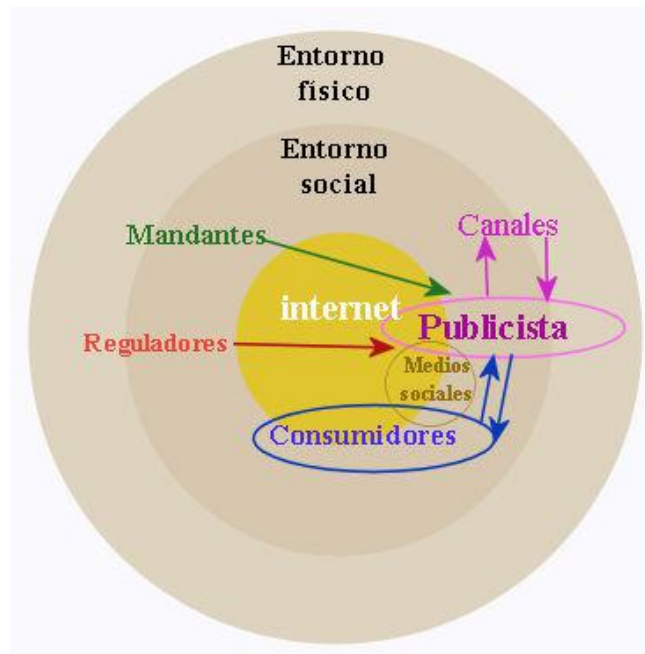 Entorno
físico
Entorno
social
Canales
Mandantes
internet
Publicista
Reguladores
Medios
sociales
Consumidores